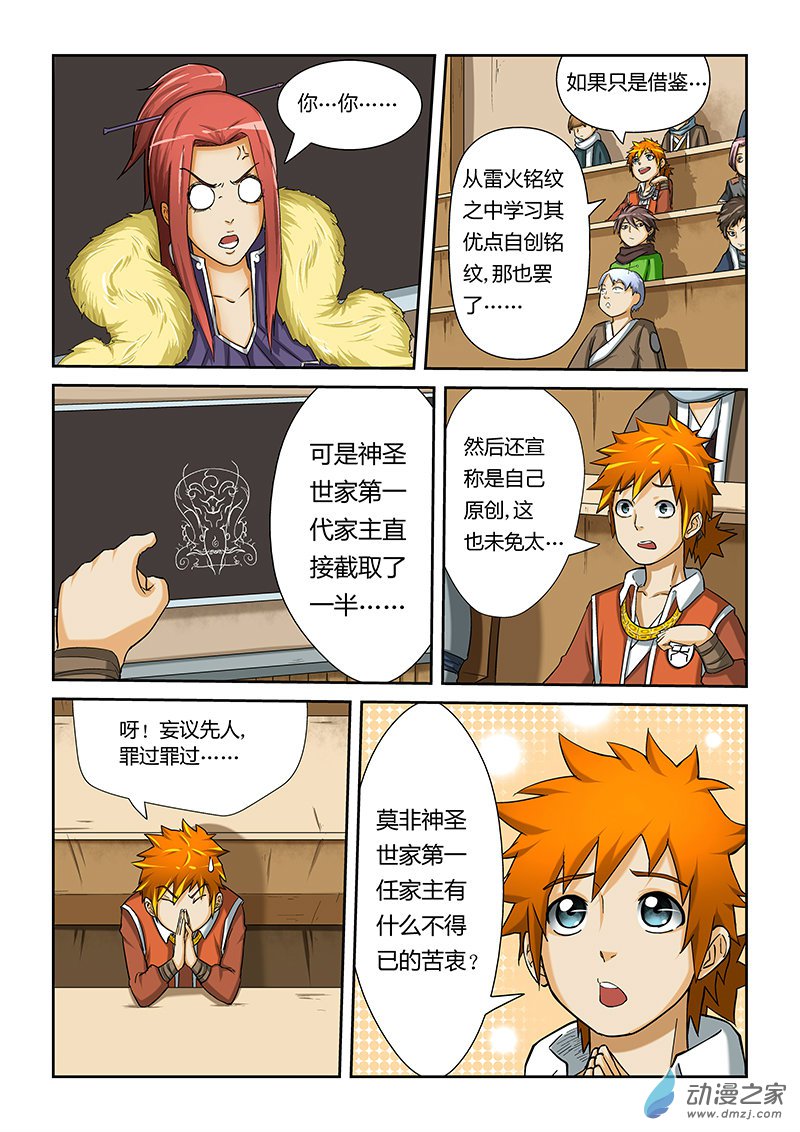 你…你……
如果只是借鉴…
从雷火铭纹
之中学习其
优点自创铭
纹,那也罢
了……
可是神圣
世家第一
代家主直
接截取了
一半……
然后还宣
称是自己
原创,这
也未免太…
呀！妄议先人,
罪过罪过……
莫非神圣
世家第一
任家主有
什么不得
已的苦衷？
动漫之家
www.dmzj.com